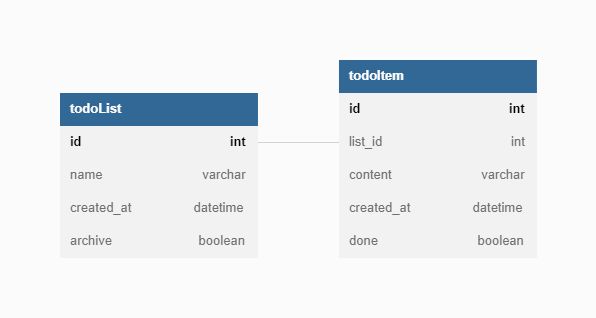 todoList
id int
name varchar
created_at datetime
archive boolean
todoItem
id int
list_id int
content varchar
created_at datetime
done boolean